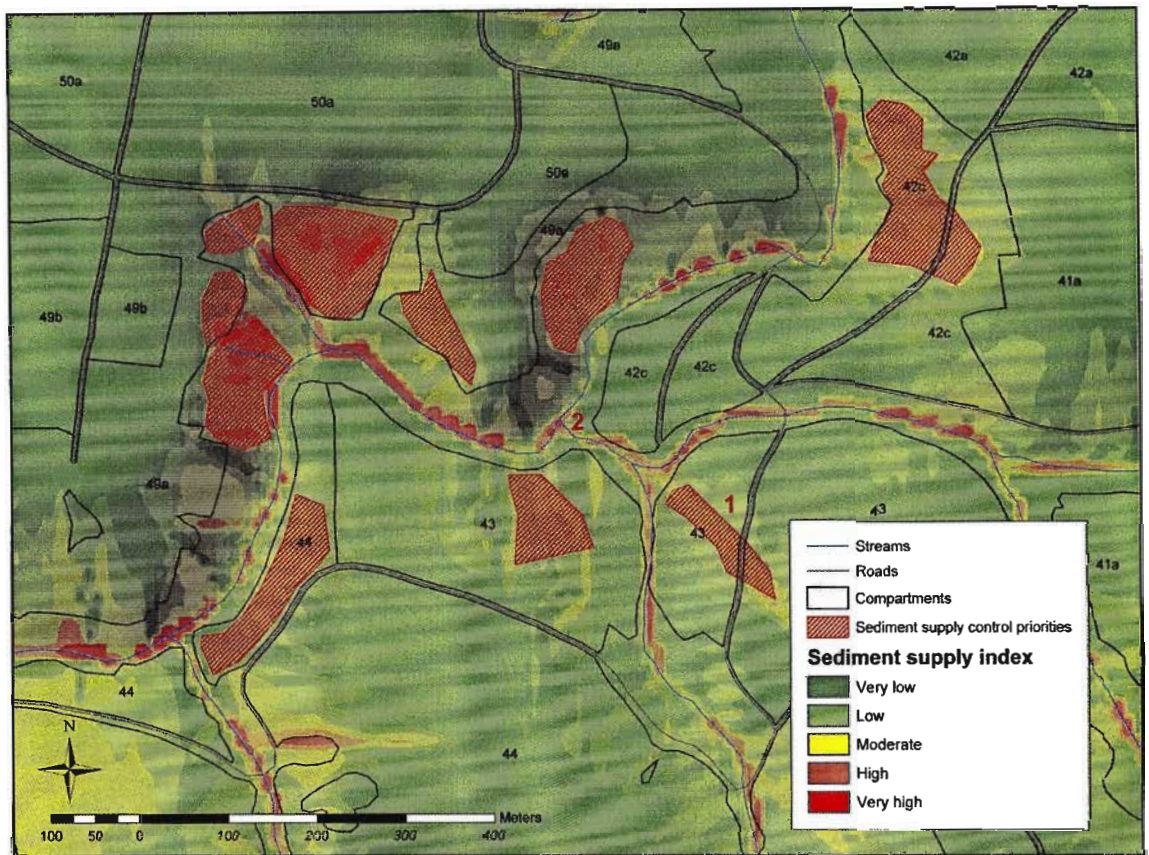 49a
42a
42a
50a
50a
50a
42c
49a
41a
49b
49b
42c
42c
42c
2
49a
1
43
43
43
44
41a
44
44
N
Streams
Roads
Compartments
Sediment supply control priorities
Sediment supply index
Very low
Low
Moderate
High
Very high
100 50 0 100 200 300 400 Meters